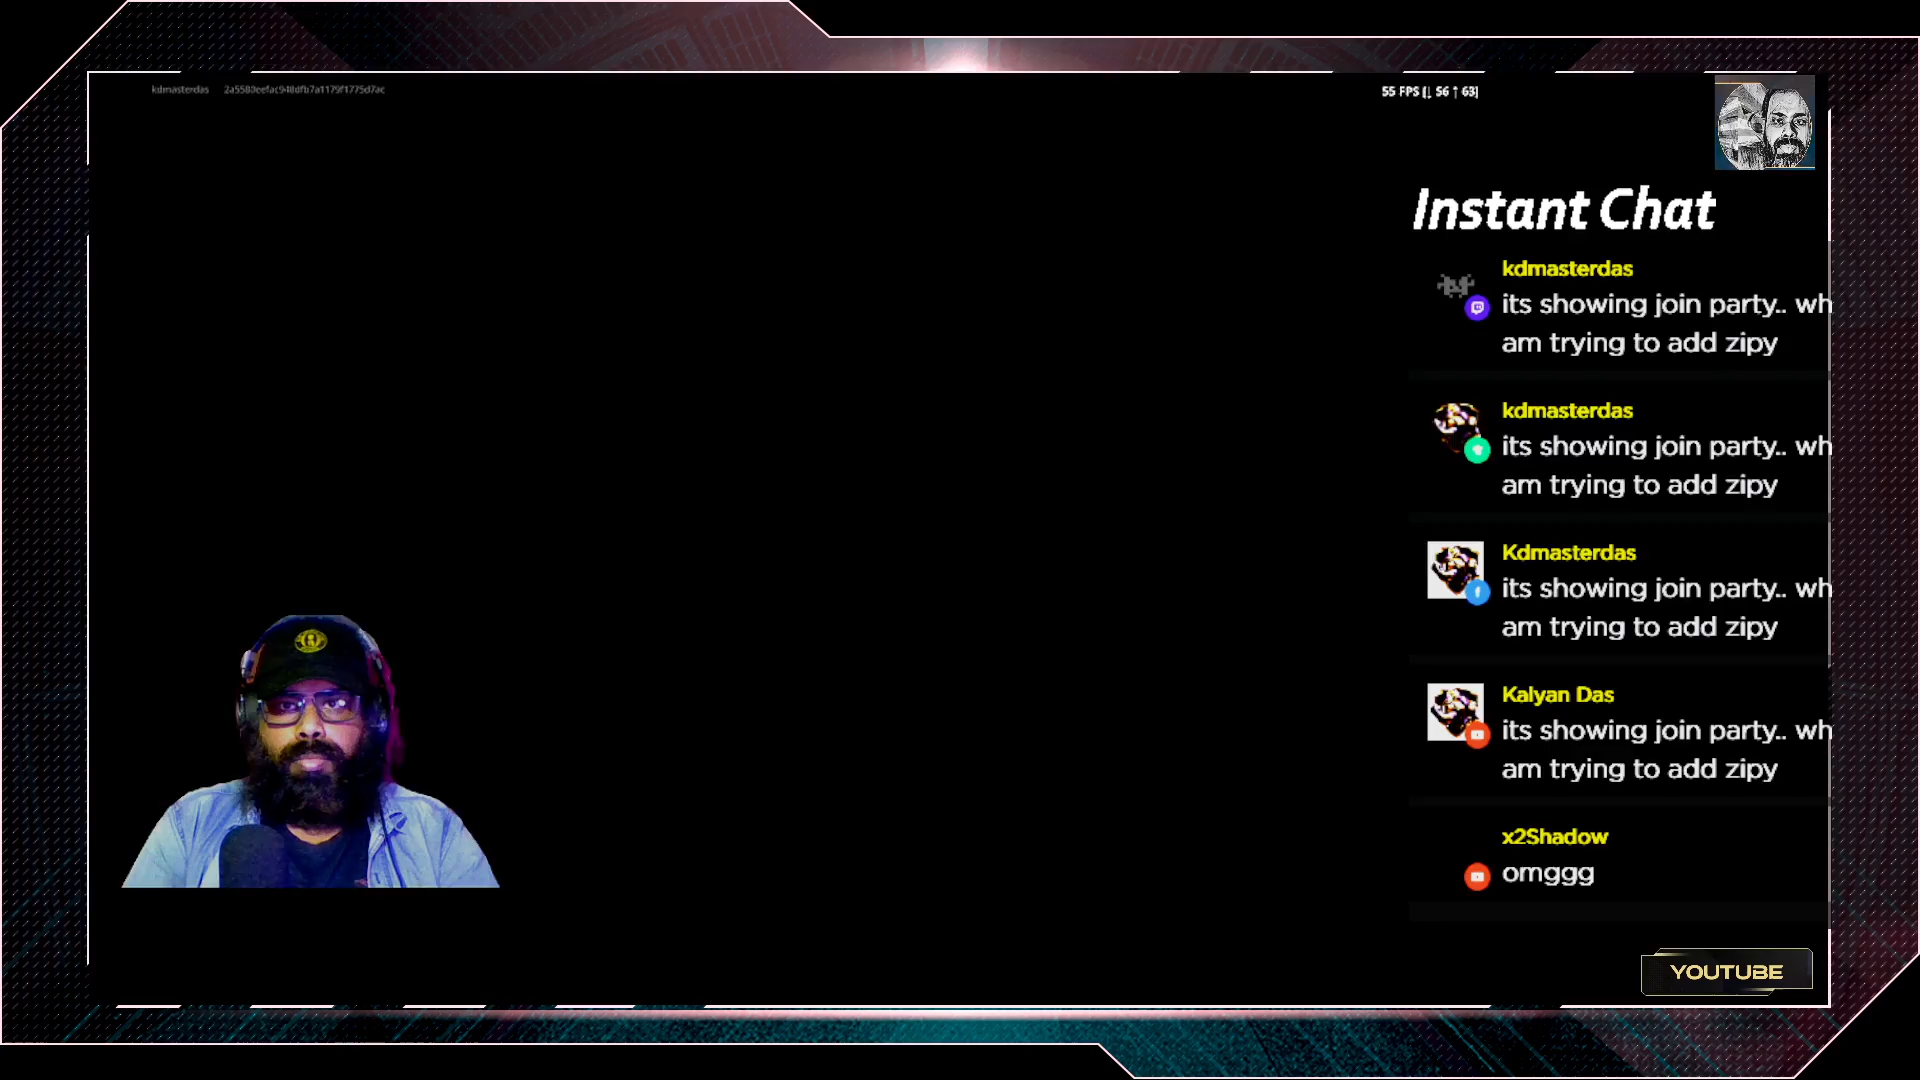 kdmasterdas
55 FPS [↓ 56 ↑ 63]
Instant Chat
kdmasterdas
its showing join party.. wh
am trying to add zipy
kdmasterdas
its showing join party.. wh
am trying to add zipy
Kdmasterdas
its showing join party.. wh
am trying to add zipy
Kalyan Das
its showing join party.. wh
am trying to add zipy
x2Shadow
omggg
YOUTUBE